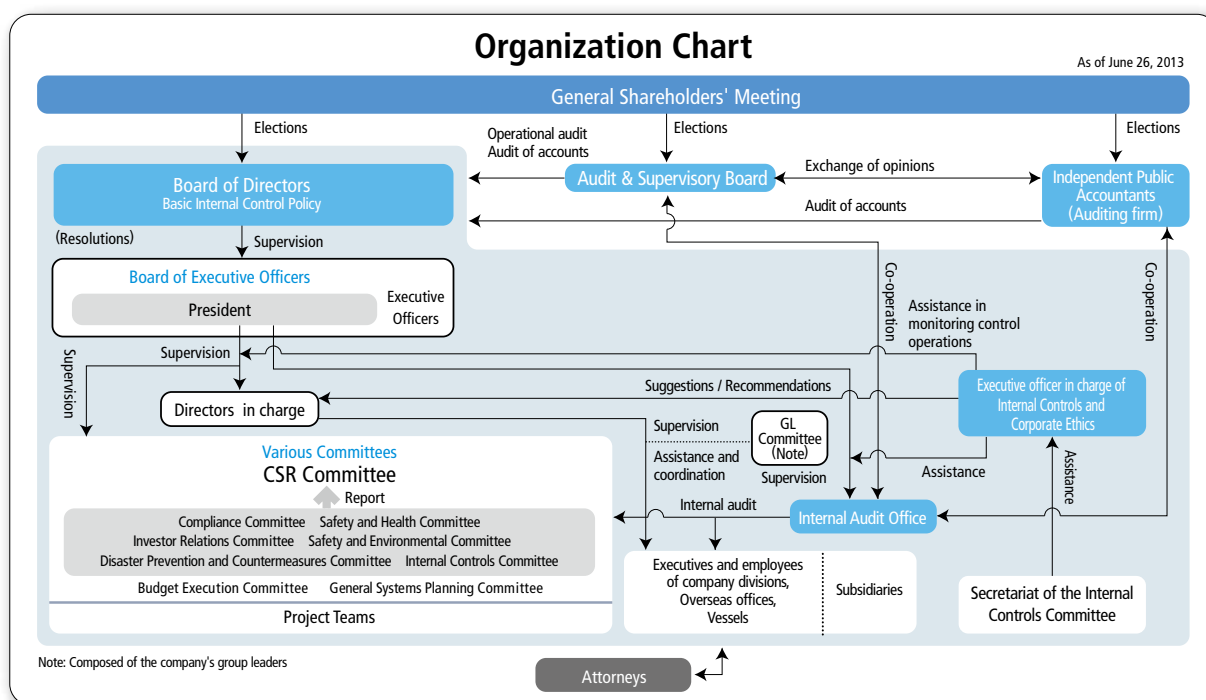 Organization Chart
As of June 26, 2013
General Shareholders' Meeting
Elections
Operational audit
Audit of accounts
Elections
Elections
Board of Directors
Basic Internal Control Policy
Audit & Supervisory Board
Exchange of opinions
Independent Public
Accountants
(Auditing firm)
Audit of accounts
(Resolutions)
Supervision
Board of Executive Officers
President
Executive
Officers
Co-operation
Co-operation
Assistance in
monitoring control
operations
Supervision
Supervision
Suggestions / Recommendations
Executive officer in charge of
Internal Controls and
Corporate Ethics
Directors in charge
Supervision
GL
Committee
(Note)
Assistance and
coordination
Supervision
Assistance
Assistance
Various Committees
CSR Committee
Report
Compliance Committee Safety and Health Committee
Investor Relations Committee Safety and Environmental Committee
Disaster Prevention and Countermeasures Committee Internal Controls Committee
Budget Execution Committee General Systems Planning Committee
Project Teams
Internal audit
Internal Audit Office
Executives and employees
of company divisions,
Overseas offices,
Vessels
Subsidiaries
Secretariat of the Internal
Controls Committee
Note: Composed of the company's group leaders
Attorneys